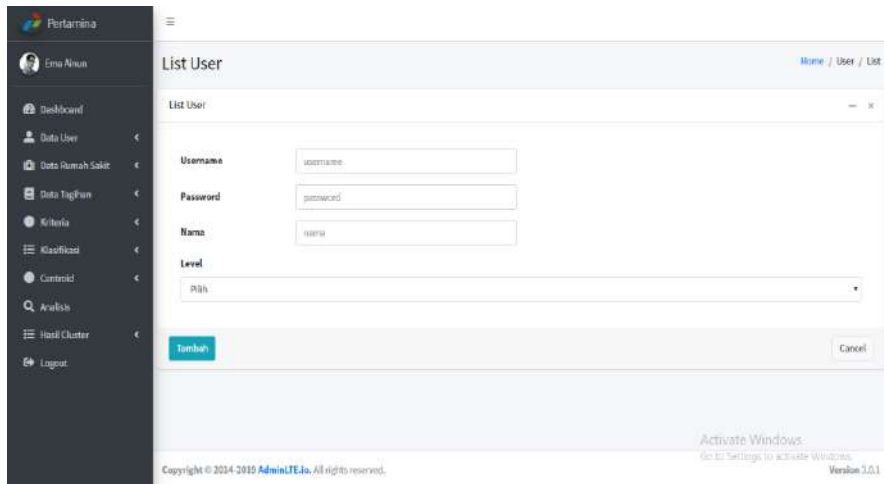 Pertamina
Erna Ainun
Dashboard
Data User
Data Rumah Sakit
Data Tagihan
Kriteria
Klasifikasi
Centroid
Analisis
Hasil Cluster
Logout
List User
Home / User / List
List User
Username
username
Password
password
Nama
nama
Level
Pilih
Tambah
Cancel
Activate Windows
Go to Settings to activate Windows.
Copyright © 2014-2019 AdminLTE.io. All rights reserved.
Version 3.0.1